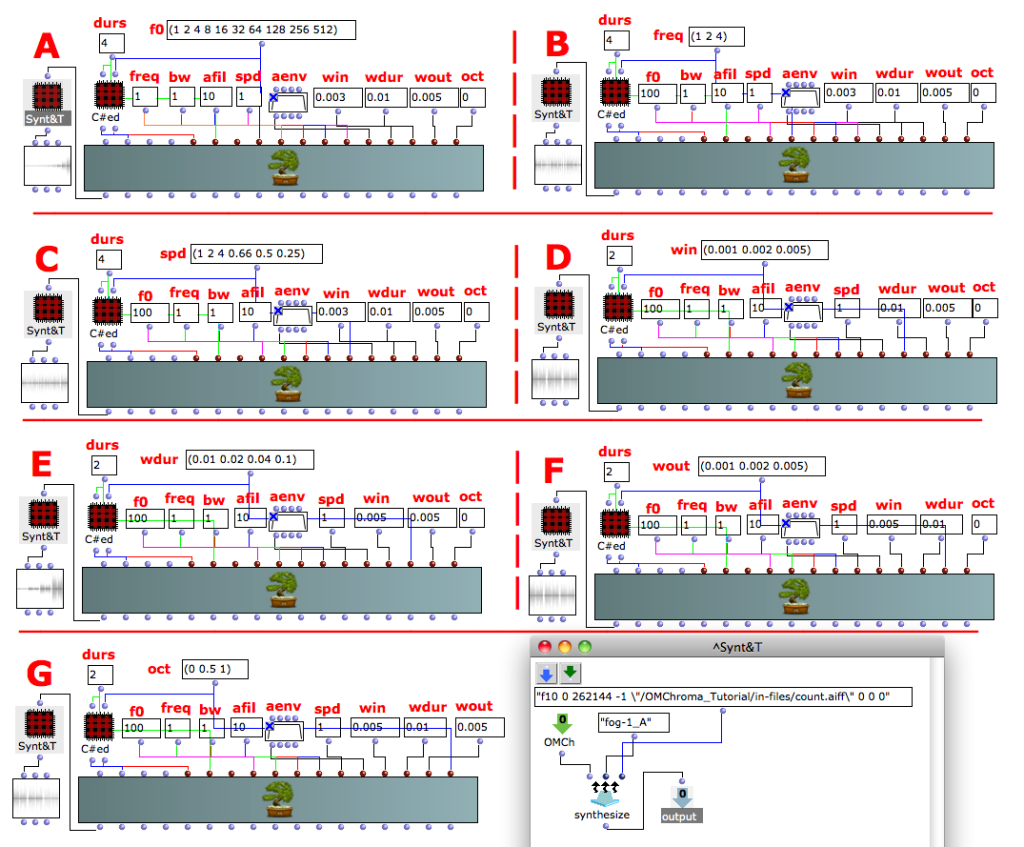 A
durs
4
f0 (1 2 4 8 16 32 64 128 256 512)
freq bw afil spd aenv win wdur wout oct
1 1 10 1 0.003 0.01 0.005 0
Synt&T
C#ed
B
durs
4
freq (1 2 4)
f0 bw afil spd aenv win wdur wout oct
100 1 10 1 0.003 0.01 0.005 0
Synt&T
C#ed
C
durs
4
spd (1 2 4 0.66 0.5 0.25)
f0 freq bw afil aenv win wdur wout oct
100 1 1 10 0.003 0.01 0.005 0
Synt&T
C#ed
D
durs
2
win (0.001 0.002 0.005)
f0 freq bw afil aenv spd wdur wout oct
100 1 1 10 1 0.01 0.005 0
Synt&T
C#ed
E
durs
2
wdur (0.01 0.02 0.04 0.1)
f0 freq bw afil aenv spd win wout oct
100 1 1 10 1 0.005 0.005 0
Synt&T
C#ed
F
durs
2
wout (0.001 0.002 0.005)
f0 freq bw afil aenv spd win wdur oct
100 1 1 10 1 0.005 0.01 0
Synt&T
C#ed
G
durs
2
oct (0 0.5 1)
f0 freq bw afil aenv spd win wdur wout
100 1 1 10 1 0.005 0.01 0.005
Synt&T
C#ed
^Synt&T
"f10 0 262144 -1 \"/OMChroma_Tutorial/in-files/count.aiff\" 0 0 0"
0
"fog-1_A"
OMCh
synthesize
0
output